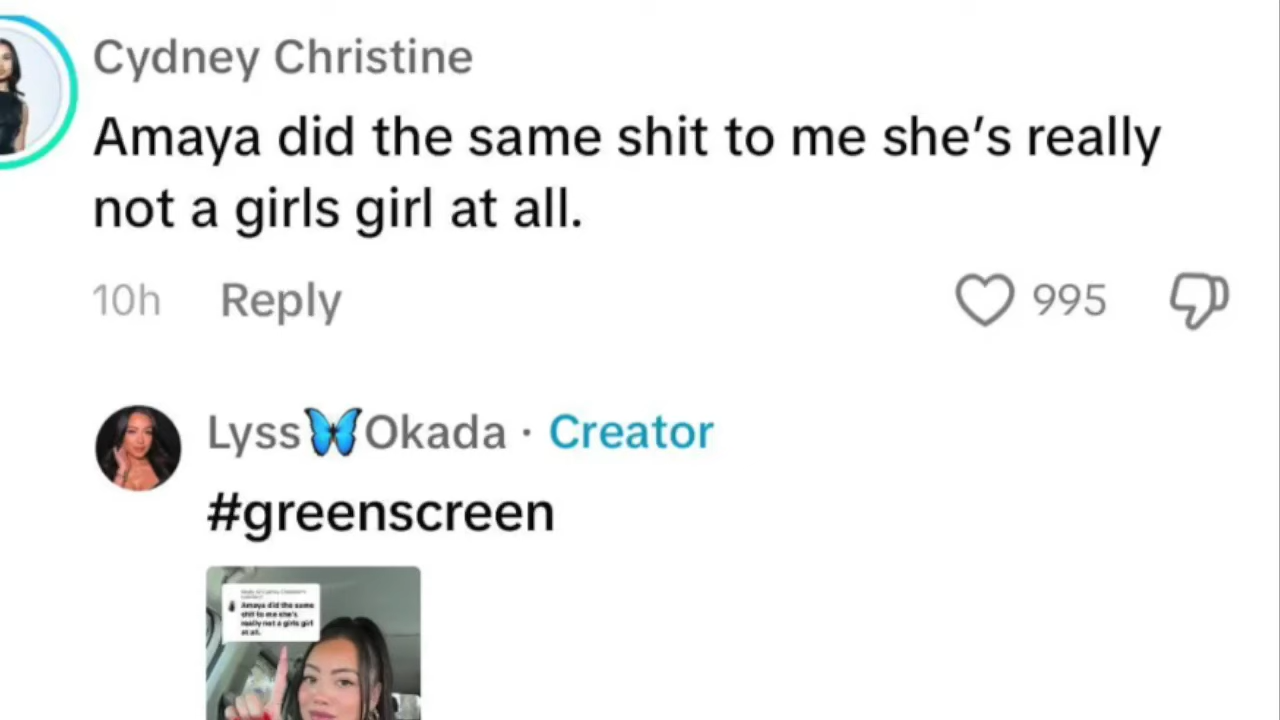 Cydney Christine
Amaya did the same shit to me she's really
not a girls girl at all.
10h Reply 995
Lyss🦋Okada · Creator
#greenscreen
Amaya did the same
shit to me she's
really not a girls girl
at all.